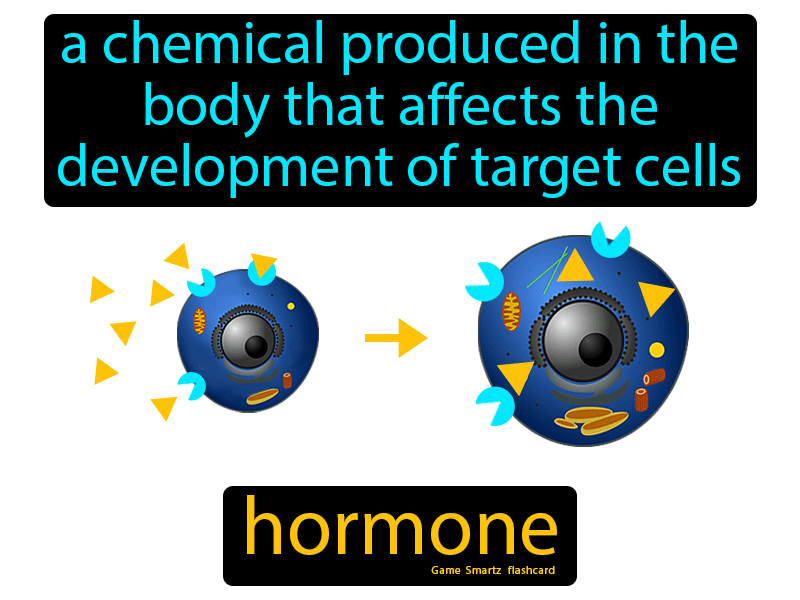 a chemical produced in the
body that affects the
development of target cells
hormone
Game Smartz flashcard